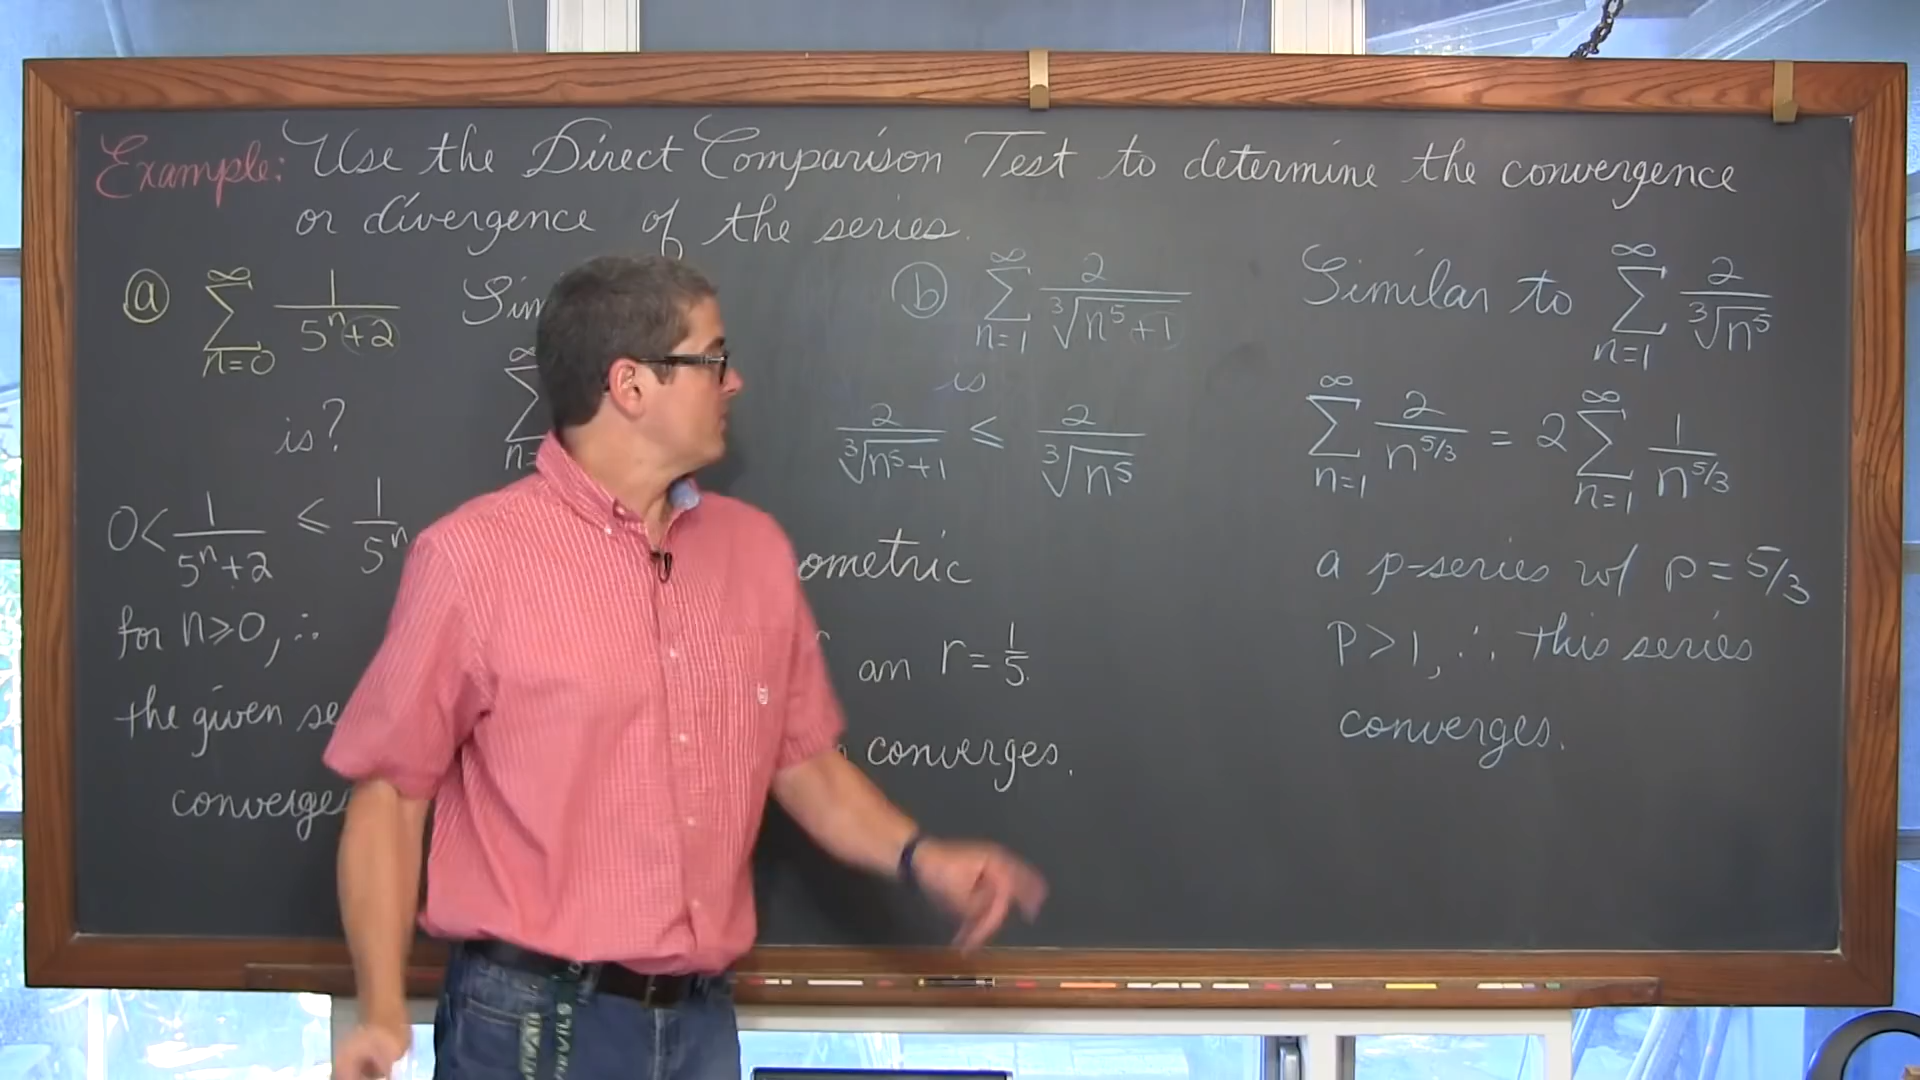 Example: Use the Direct Comparison Test to determine the convergence
or divergence of the series.
ⓐ ∑_{n=0}^{∞} 1/(5^n+2)
is?
0 < 1/(5^n+2) ≤ 1/5^n
for n≥0, ∴
the given
converges
∞
∑
n=
ometric
an r = 1/5
converges.
ⓑ ∑_{n=1}^{∞} 2/∛(n^5+1)
is
2/∛(n^5+1) ≤ 2/∛(n^5)
Similar to ∑_{n=1}^{∞} 2/∛(n^5)
∑_{n=1}^{∞} 2/n^{5/3} = 2 ∑_{n=1}^{∞} 1/n^{5/3}
a p-series w/ p = 5/3
P>1, ∴ this series
converges.